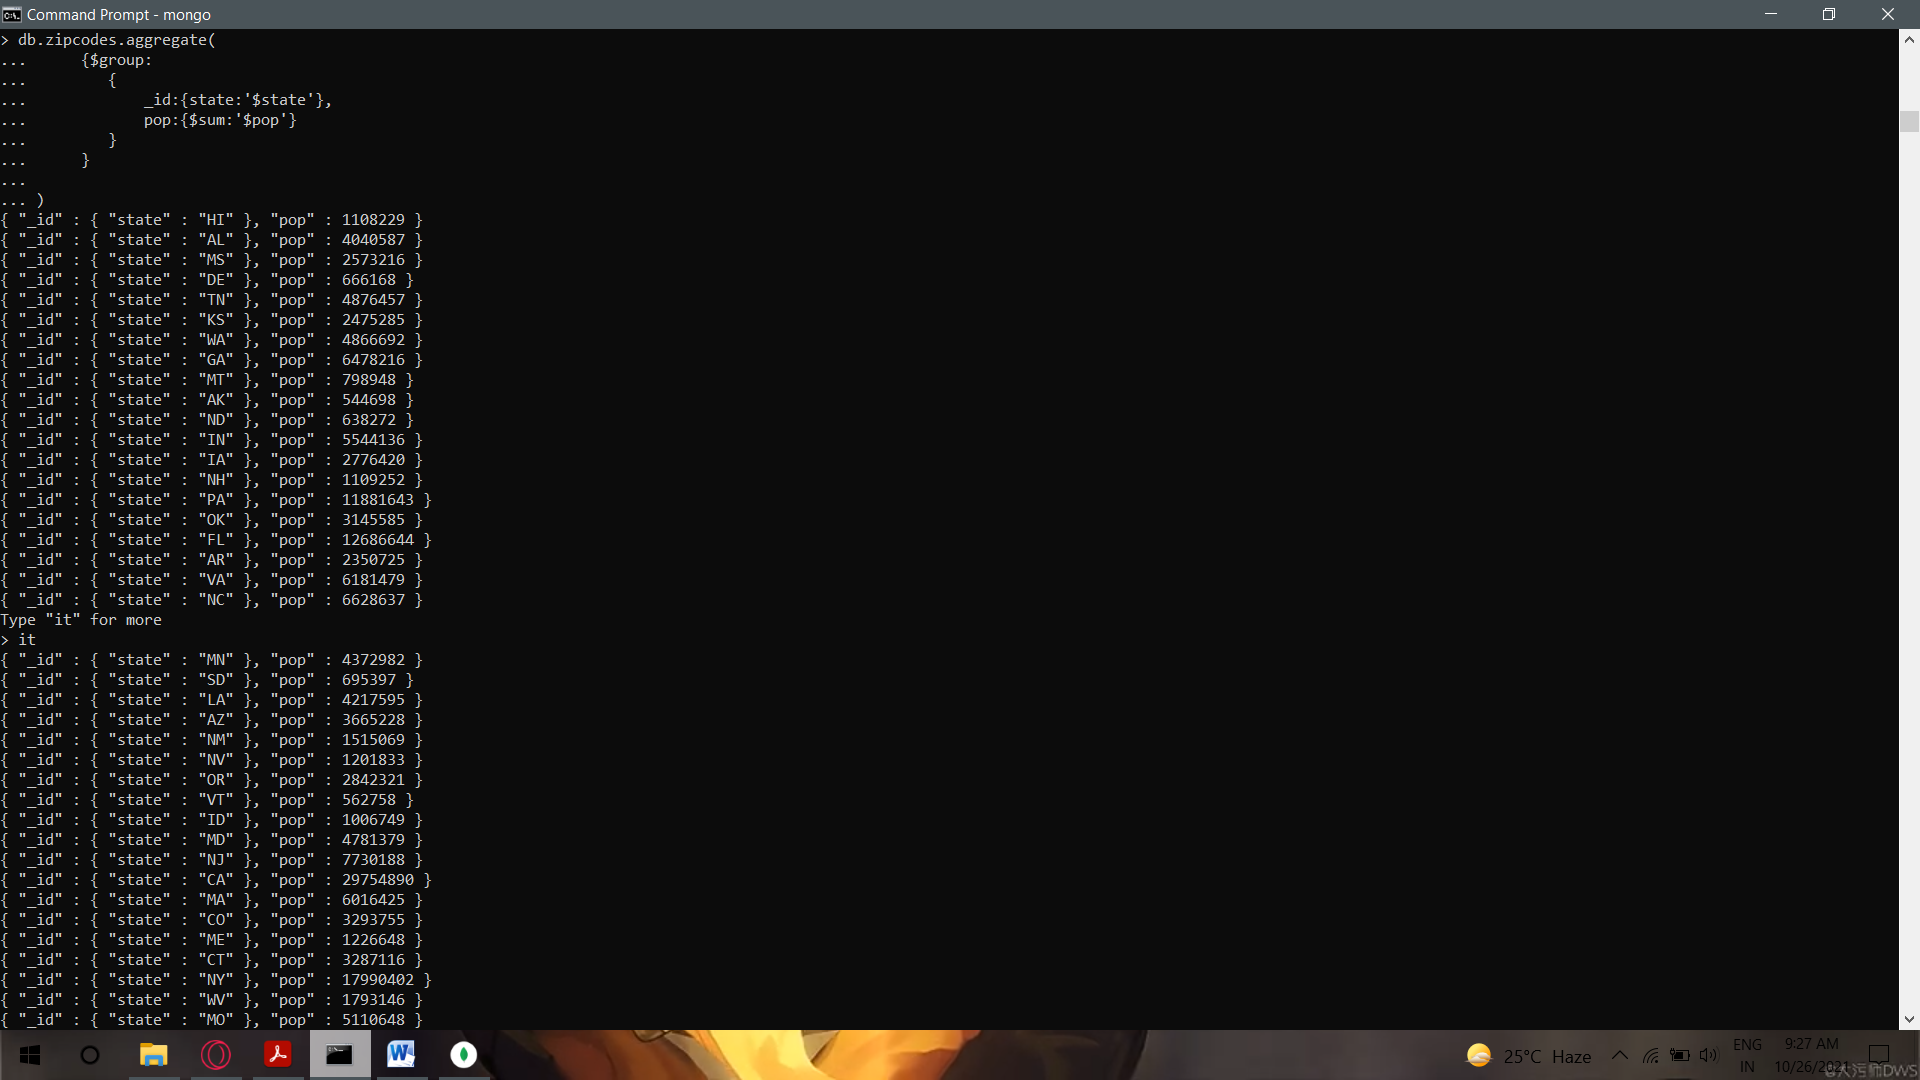 Command Prompt - mongo
> db.zipcodes.aggregate(
...      {$group:
...         {
...             _id:{state:'$state'},
...             pop:{$sum:'$pop'}
...         }
...      }
...
... )
{ "_id" : { "state" : "HI" }, "pop" : 1108229 }
{ "_id" : { "state" : "AL" }, "pop" : 4040587 }
{ "_id" : { "state" : "MS" }, "pop" : 2573216 }
{ "_id" : { "state" : "DE" }, "pop" : 666168 }
{ "_id" : { "state" : "TN" }, "pop" : 4876457 }
{ "_id" : { "state" : "KS" }, "pop" : 2475285 }
{ "_id" : { "state" : "WA" }, "pop" : 4866692 }
{ "_id" : { "state" : "GA" }, "pop" : 6478216 }
{ "_id" : { "state" : "MT" }, "pop" : 798948 }
{ "_id" : { "state" : "AK" }, "pop" : 544698 }
{ "_id" : { "state" : "ND" }, "pop" : 638272 }
{ "_id" : { "state" : "IN" }, "pop" : 5544136 }
{ "_id" : { "state" : "IA" }, "pop" : 2776420 }
{ "_id" : { "state" : "NH" }, "pop" : 1109252 }
{ "_id" : { "state" : "PA" }, "pop" : 11881643 }
{ "_id" : { "state" : "OK" }, "pop" : 3145585 }
{ "_id" : { "state" : "FL" }, "pop" : 12686644 }
{ "_id" : { "state" : "AR" }, "pop" : 2350725 }
{ "_id" : { "state" : "VA" }, "pop" : 6181479 }
{ "_id" : { "state" : "NC" }, "pop" : 6628637 }
Type "it" for more
> it
{ "_id" : { "state" : "MN" }, "pop" : 4372982 }
{ "_id" : { "state" : "SD" }, "pop" : 695397 }
{ "_id" : { "state" : "LA" }, "pop" : 4217595 }
{ "_id" : { "state" : "AZ" }, "pop" : 3665228 }
{ "_id" : { "state" : "NM" }, "pop" : 1515069 }
{ "_id" : { "state" : "NV" }, "pop" : 1201833 }
{ "_id" : { "state" : "OR" }, "pop" : 2842321 }
{ "_id" : { "state" : "VT" }, "pop" : 562758 }
{ "_id" : { "state" : "ID" }, "pop" : 1006749 }
{ "_id" : { "state" : "MD" }, "pop" : 4781379 }
{ "_id" : { "state" : "NJ" }, "pop" : 7730188 }
{ "_id" : { "state" : "CA" }, "pop" : 29754890 }
{ "_id" : { "state" : "MA" }, "pop" : 6016425 }
{ "_id" : { "state" : "CO" }, "pop" : 3293755 }
{ "_id" : { "state" : "ME" }, "pop" : 1226648 }
{ "_id" : { "state" : "CT" }, "pop" : 3287116 }
{ "_id" : { "state" : "NY" }, "pop" : 17990402 }
{ "_id" : { "state" : "WV" }, "pop" : 1793146 }
{ "_id" : { "state" : "MO" }, "pop" : 5110648 }
25°C Haze
ENG
IN
9:27 AM
10/26/2021